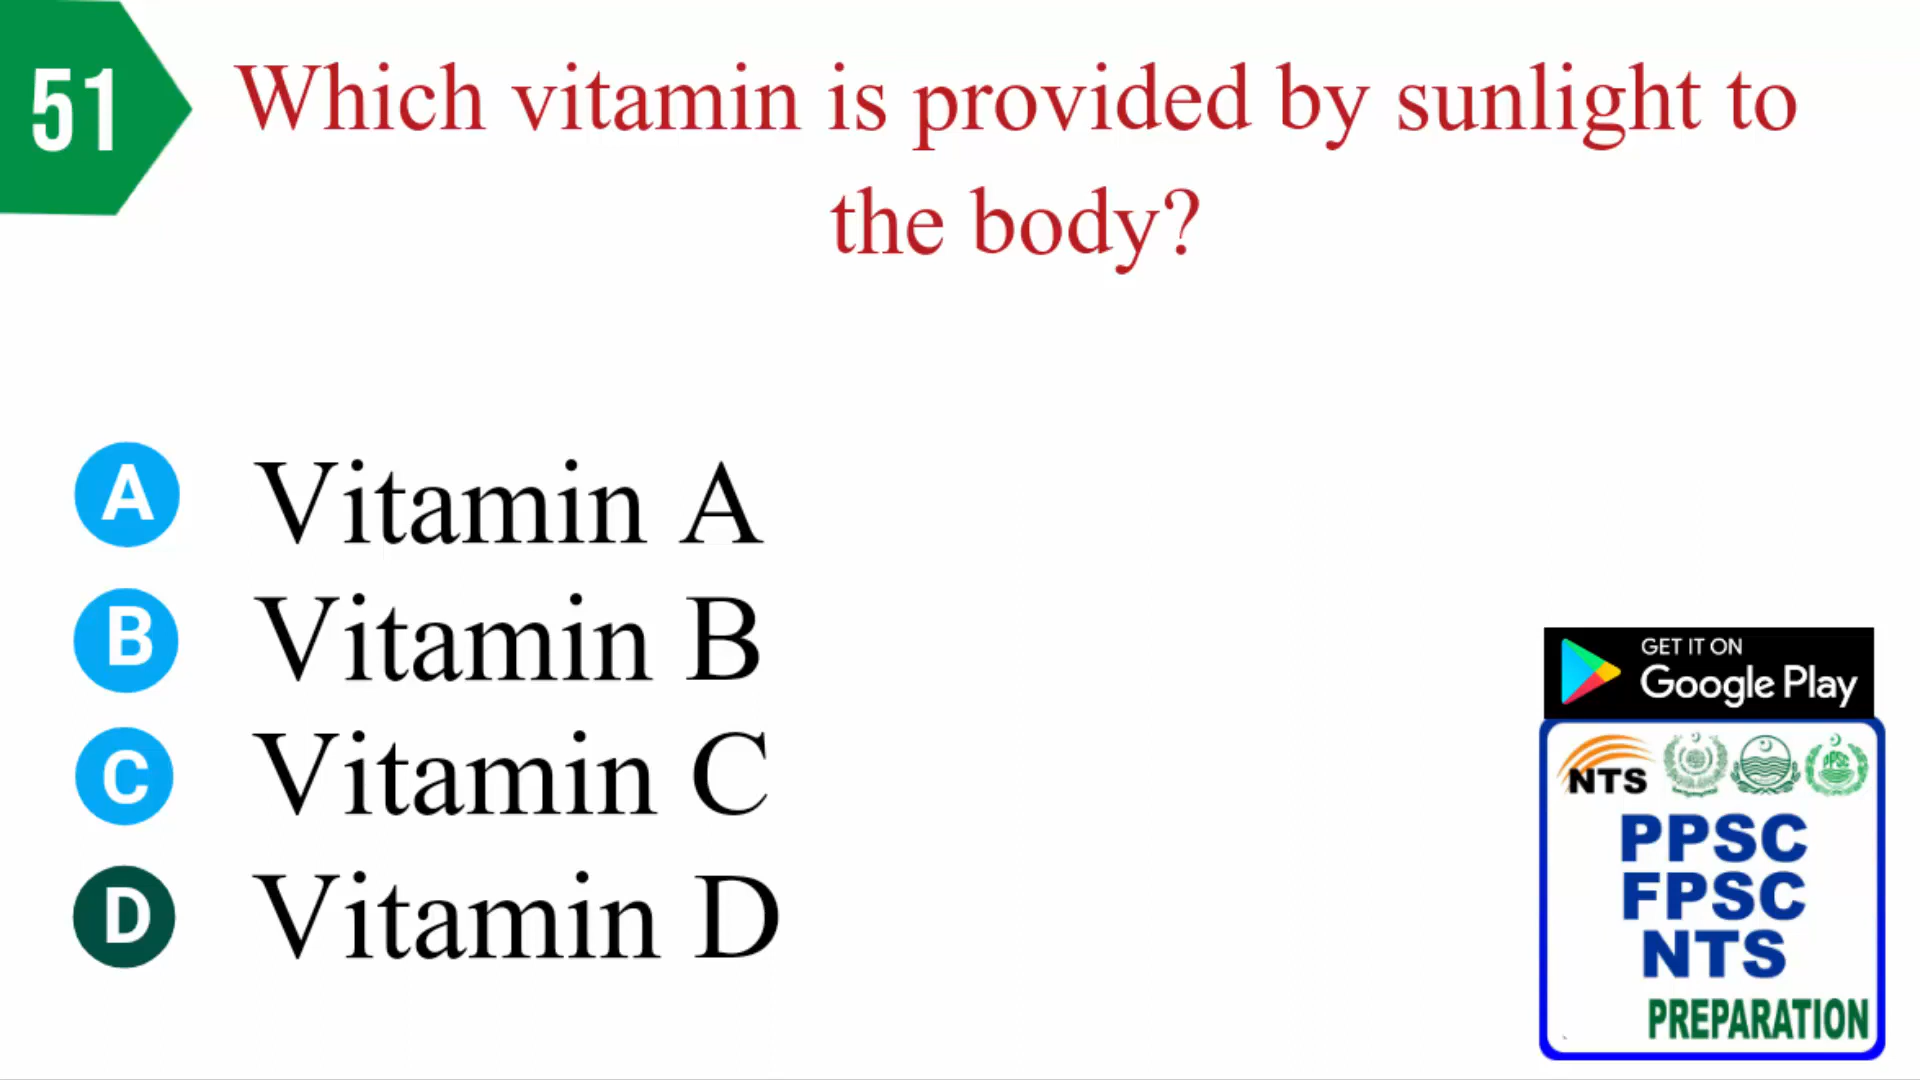 51
Which vitamin is provided by sunlight to
the body?
A Vitamin A
B Vitamin B
C Vitamin C
D Vitamin D
GET IT ON
Google Play
NTS PPSC
PPSC
FPSC
NTS
PREPARATION